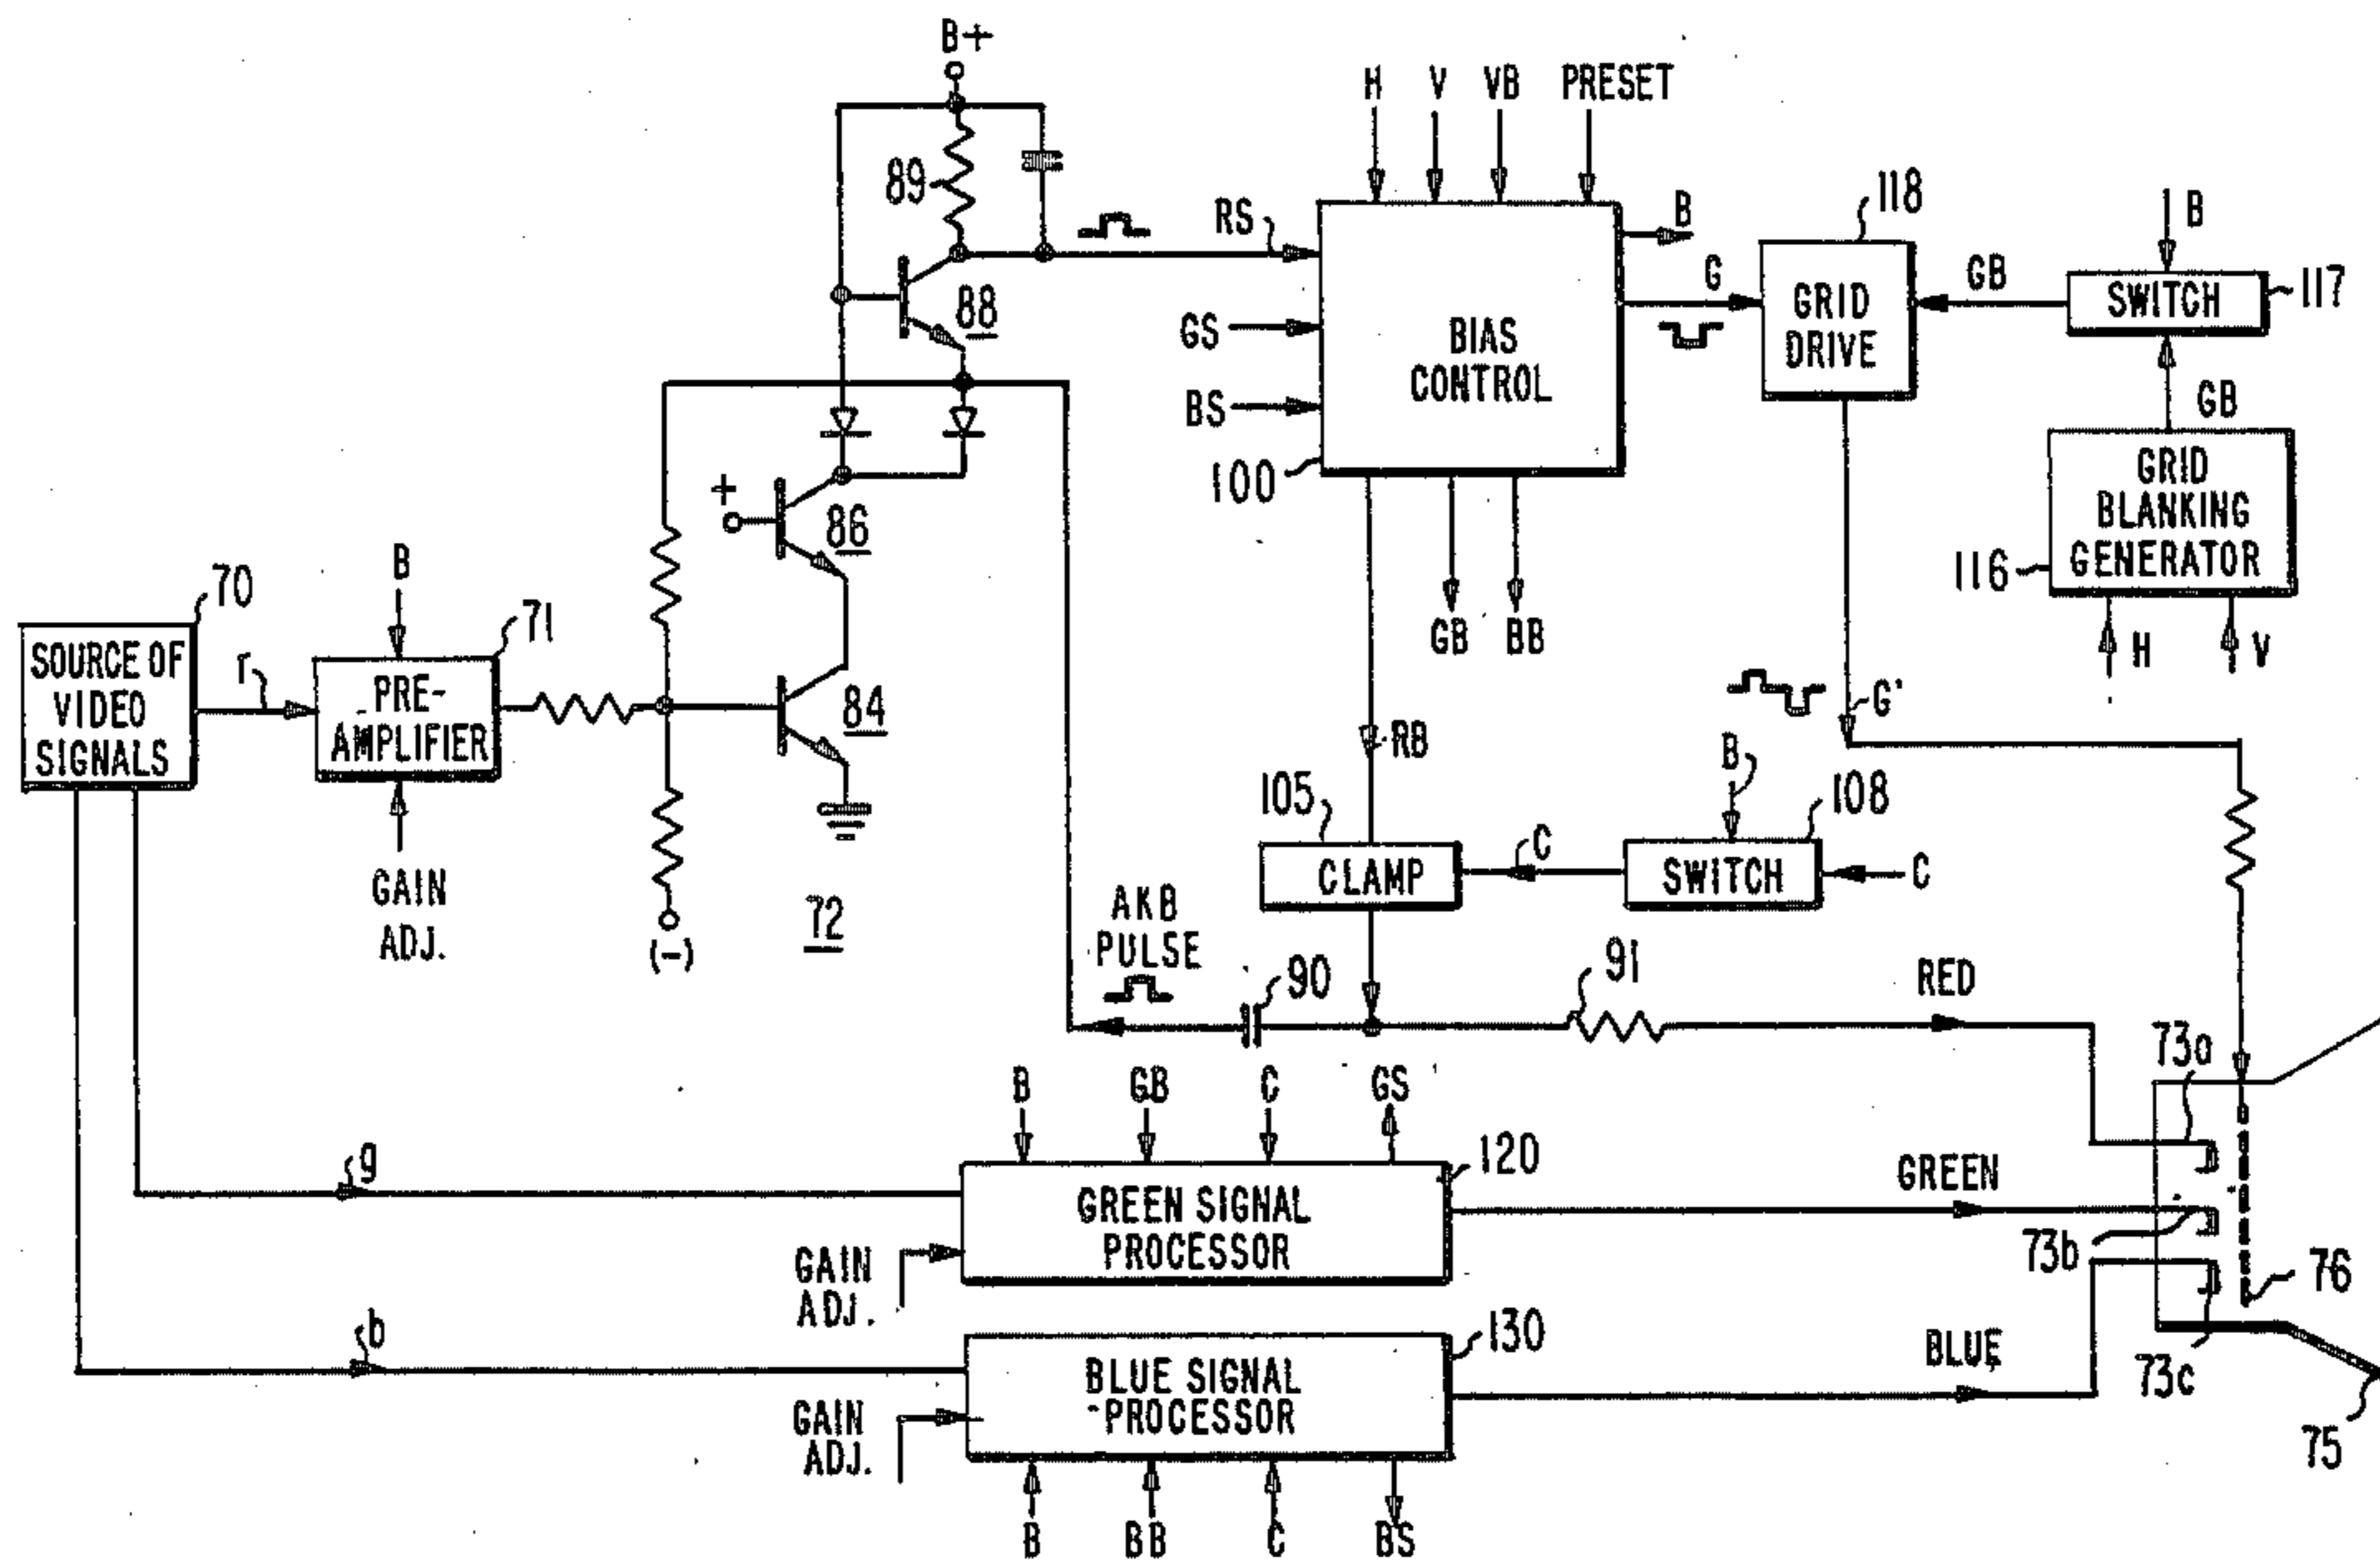 B+
H
V
VB
PRESET
89
RS
B
118
B
88
G
GRID
DRIVE
GB
SWITCH
117
GS
BIAS
CONTROL
BS
GB
100
GRID
BLANKING
GENERATOR
116
+
86
B
70
71
SOURCE OF
VIDEO
SIGNALS
r
PRE-
AMPLIFIER
84
GB
BB
H
V
G'
RB
B
105
108
GAIN
ADJ.
CLAMP
C
SWITCH
C
72
(-)
AKB
PULSE
90
91
RED
73a
B
GB
C
GS
g
120
GREEN SIGNAL
PROCESSOR
GREEN
73b
76
GAIN
ADJ.
b
130
BLUE SIGNAL
PROCESSOR
BLUE
73c
GAIN
ADJ.
75
B
BB
C
BS